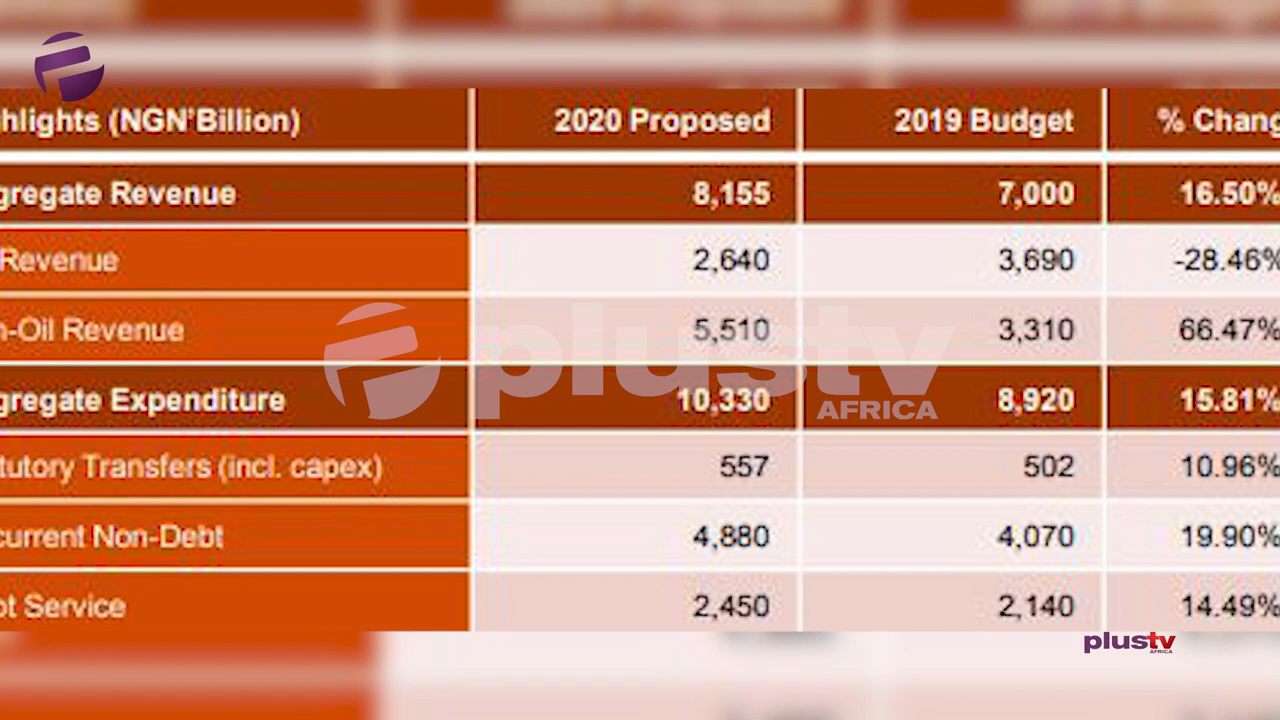 hlights (NGN'Billion) 2020 Proposed 2019 Budget % Chang
gregate Revenue 8,155 7,000 16.50%
Revenue 2,640 3,690 -28.46%
-Oil Revenue 5,510 3,310 66.47%
plustv
AFRICA
gregate Expenditure 10,330 8,920 15.81%
tutory Transfers (incl. capex) 557 502 10.96%
current Non-Debt 4,880 4,070 19.90%
Service 2,450 2,140 14.49%
plustv
AFRICA